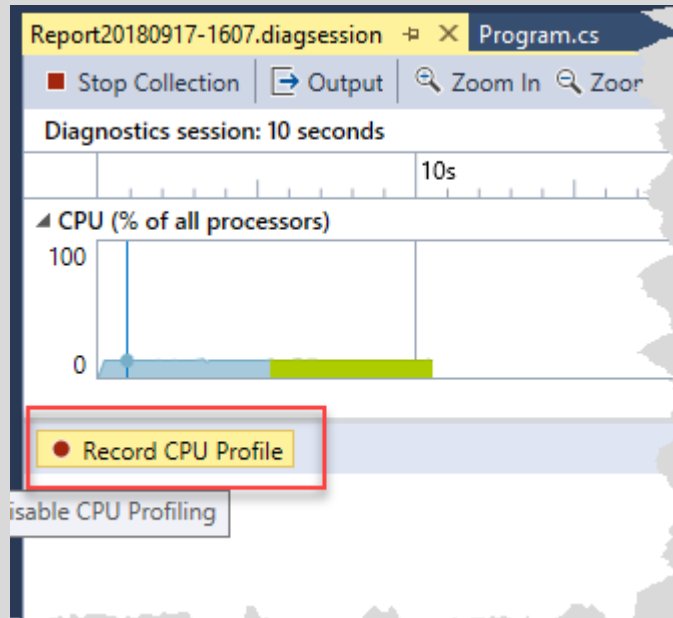 Report20180917-1607.diagsession Program.cs
Stop Collection Output Zoom In
Diagnostics session: 10 seconds
10s
CPU (% of all processors)
100
0
Record CPU Profile
isable CPU Profiling